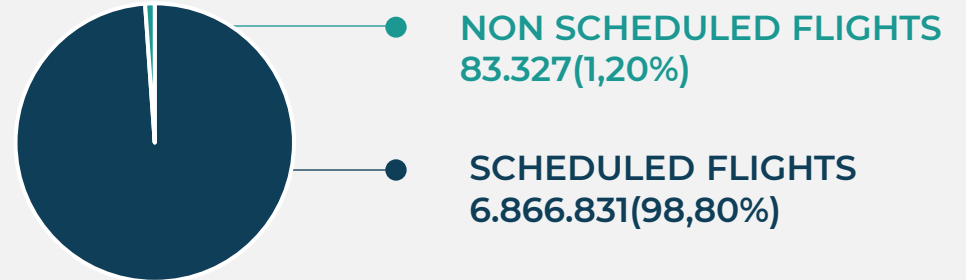 NON SCHEDULED FLIGHTS
83.327(1,20%)
SCHEDULED FLIGHTS
6.866.831(98,80%)